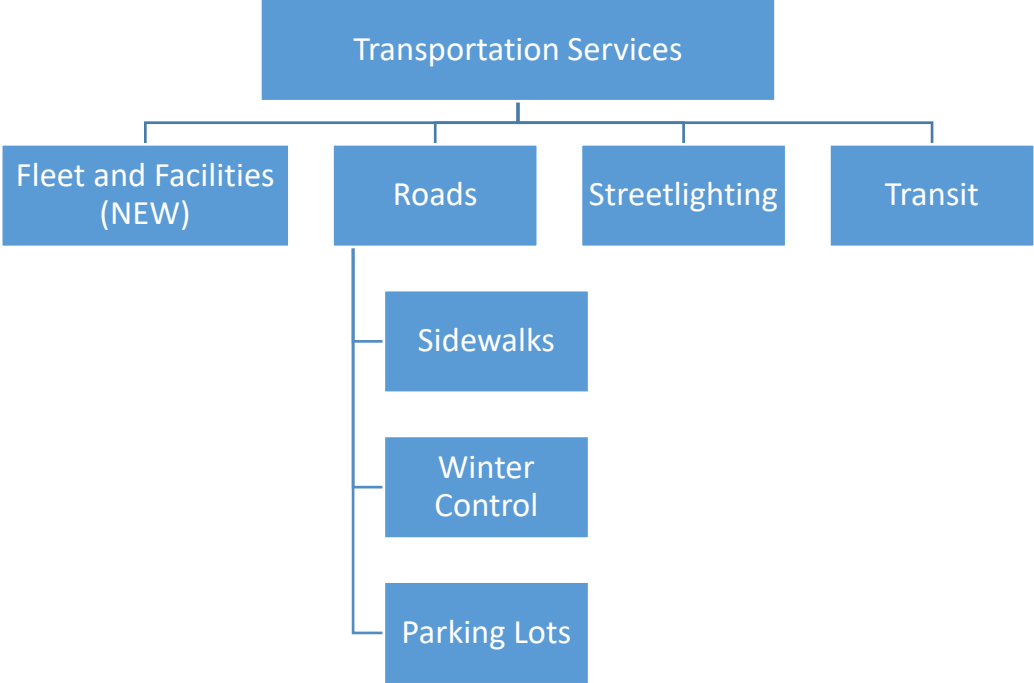 Transportation Services
Fleet and Facilities
(NEW)
Roads
Streetlighting
Transit
Sidewalks
Winter
Control
Parking Lots